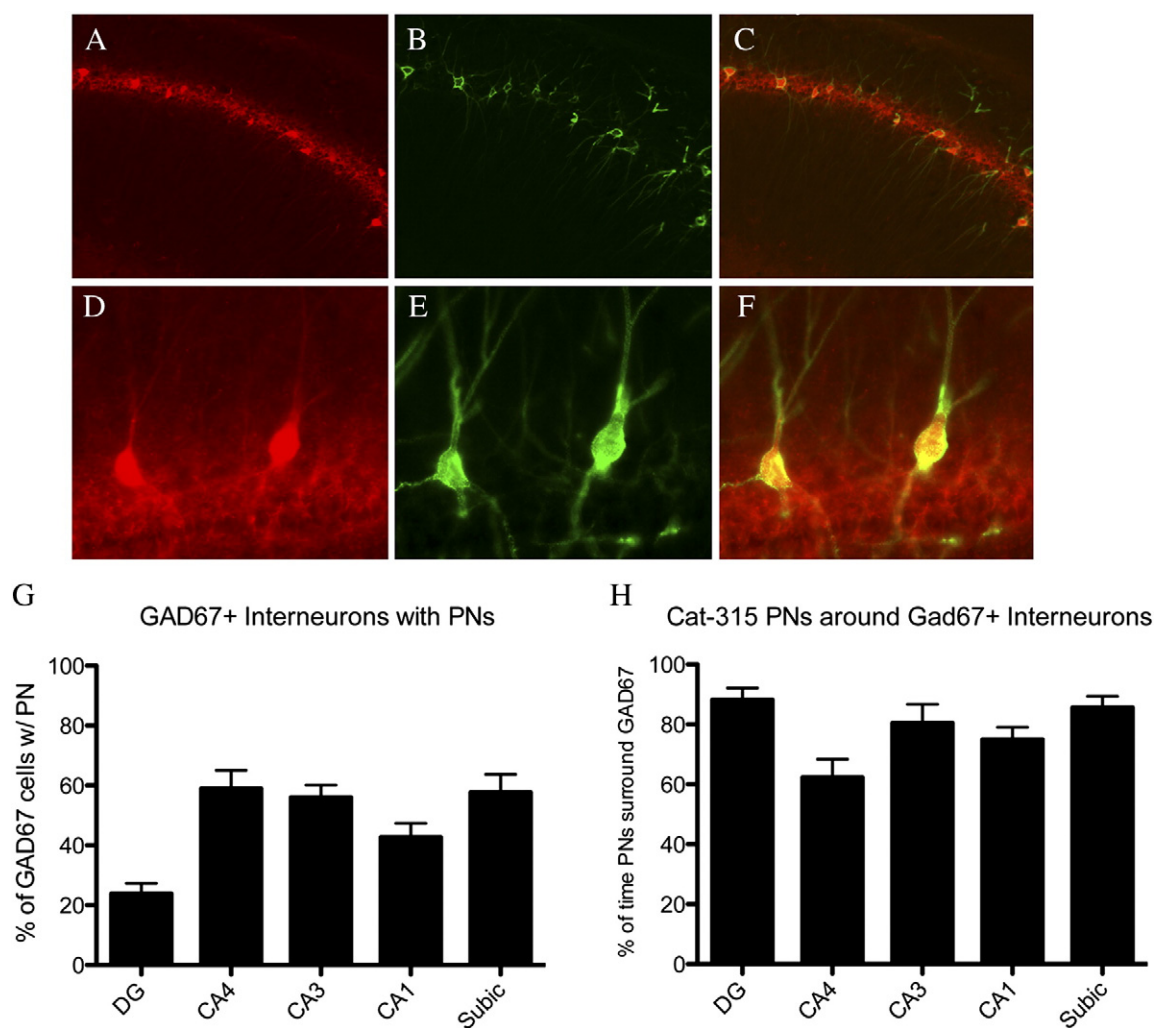 A
B
C
D
E
F
G
GAD67+ Interneurons with PNs
% of GAD67 cells w/ PN
100
80
60
40
20
0
DG
CA4
CA3
CA1
Subic
H
Cat-315 PNs around Gad67+ Interneurons
% of time PNs surround GAD67
100
80
60
40
20
0
DG
CA4
CA3
CA1
Subic